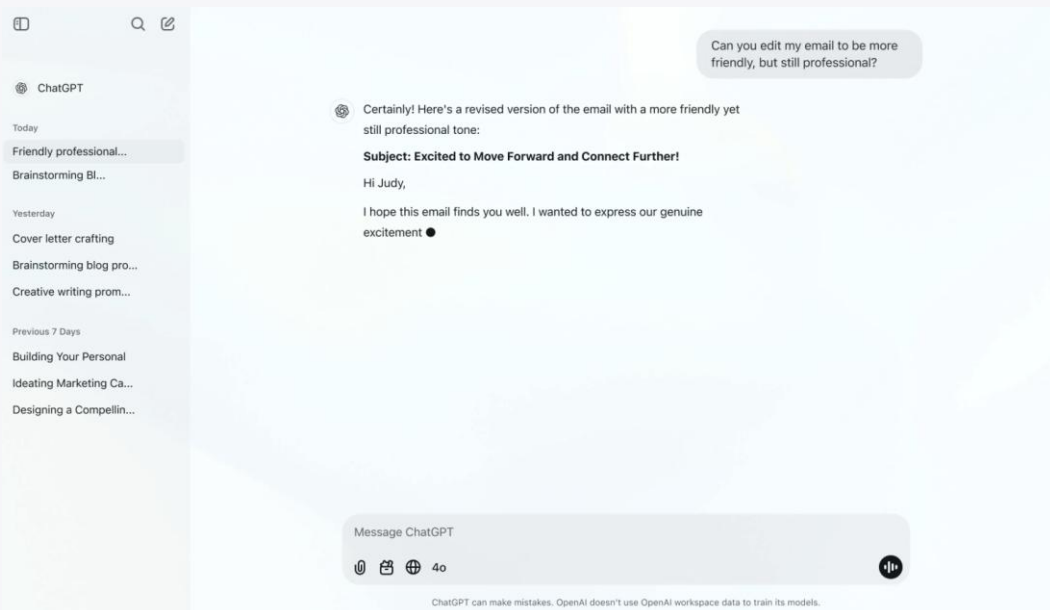 ChatGPT
Today
Friendly professional...
Brainstorming Bl...
Yesterday
Cover letter crafting
Brainstorming blog pro...
Creative writing prom...
Previous 7 Days
Building Your Personal
Ideating Marketing Ca...
Designing a Compellin...
Can you edit my email to be more
friendly, but still professional?
Certainly! Here's a revised version of the email with a more friendly yet
still professional tone:
Subject: Excited to Move Forward and Connect Further!
Hi Judy,
I hope this email finds you well. I wanted to express our genuine
excitement
Message ChatGPT
4o
ChatGPT can make mistakes. OpenAI doesn't use OpenAI workspace data to train its models.